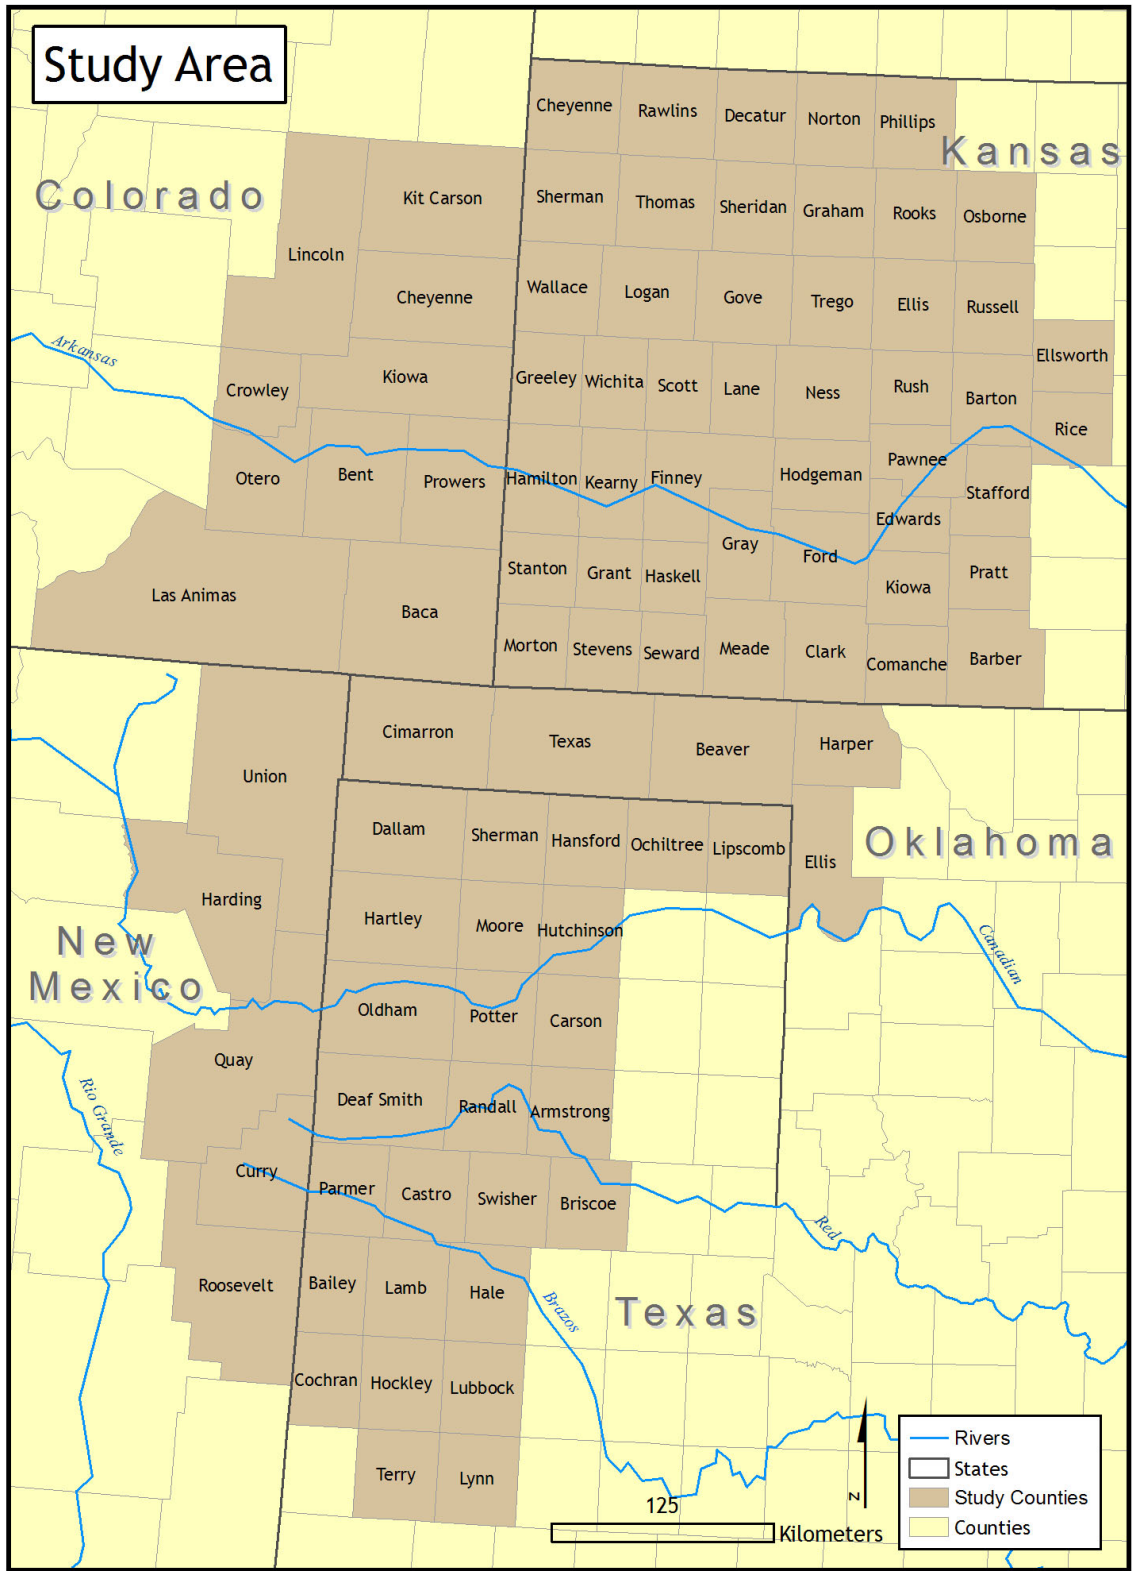 Study Area
Cheyenne
Rawlins
Decatur
Norton
Phillips
Kansas
Colorado
Kit Carson
Sherman
Thomas
Sheridan
Graham
Rooks
Osborne
Lincoln
Cheyenne
Wallace
Logan
Gove
Trego
Ellis
Russell
Arkansas
Ellsworth
Crowley
Kiowa
Greeley
Wichita
Scott
Lane
Ness
Rush
Barton
Rice
Otero
Bent
Prowers
Hamilton
Kearny
Finney
Hodgeman
Pawnee
Stafford
Edwards
Gray
Ford
Las Animas
Baca
Stanton
Grant
Haskell
Kiowa
Pratt
Morton
Stevens
Seward
Meade
Clark
Comanche
Barber
Cimarron
Texas
Beaver
Harper
Union
Dallam
Sherman
Hansford
Ochiltree
Lipscomb
Ellis
Oklahoma
Harding
Hartley
Moore
Hutchinson
New
Mexico
Canadian
Oldham
Potter
Carson
Quay
Rio Grande
Deaf Smith
Randall
Armstrong
Curry
Parmer
Castro
Swisher
Briscoe
Red
Roosevelt
Bailey
Lamb
Hale
Brazos
Texas
Cochran
Hockley
Lubbock
Terry
Lynn
N
125
Kilometers
Rivers
States
Study Counties
Counties